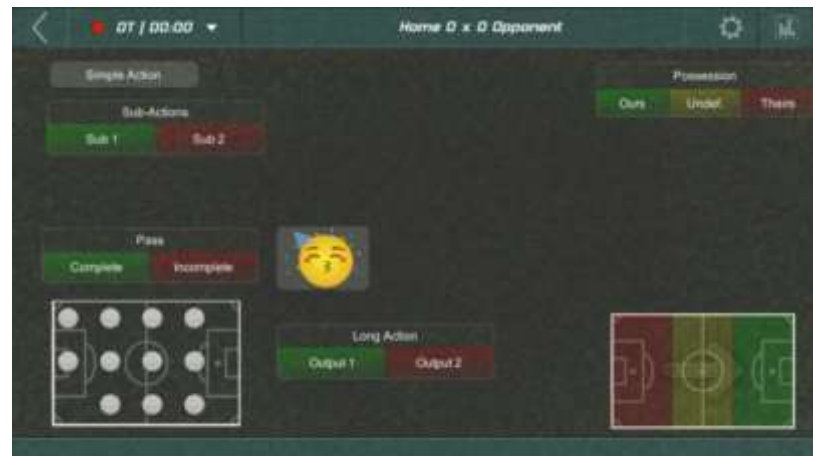 0T / 00:00
Home 0 x 0 Opponent
Simple Action
Possession
Sub-Actions
Ours Undef. Theirs
Sub 1 Sub 2
Pass
Complete Incomplete
Long Action
Output 1 Output 2